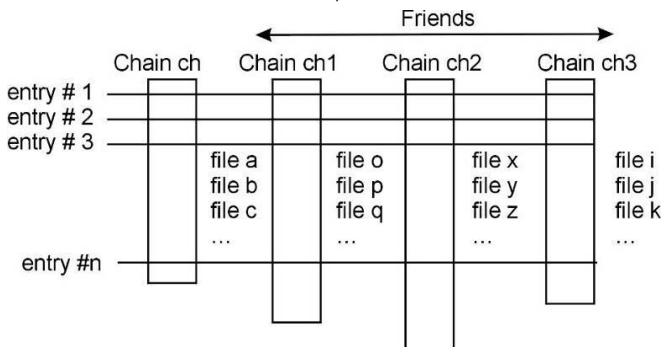 Friends
Chain ch Chain ch1 Chain ch2 Chain ch3
entry # 1
entry # 2
entry # 3
file a file o file x file i
file b file p file y file j
file c file q file z file k
... ... ... ...
entry #n